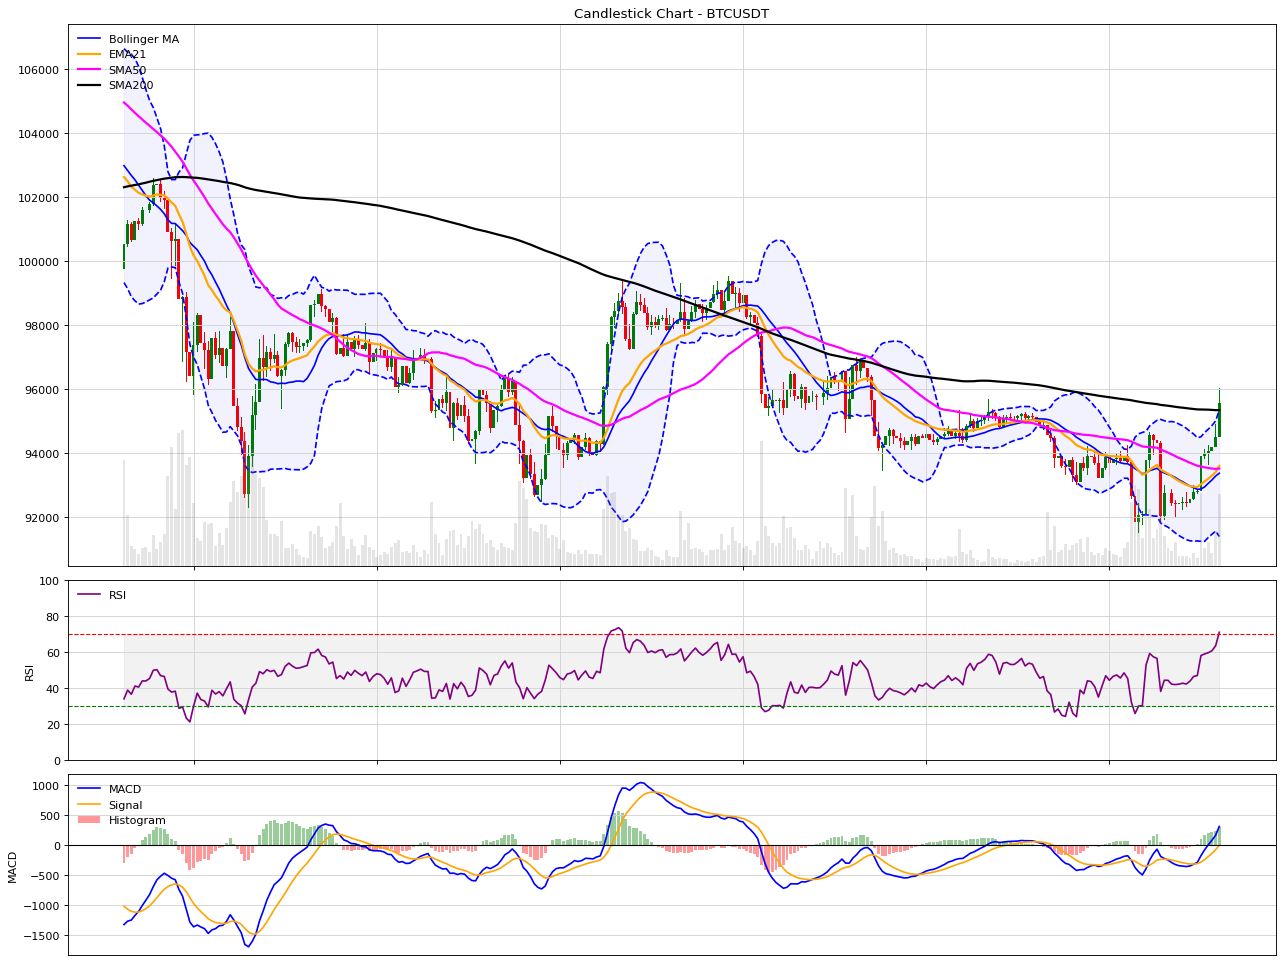 Candlestick Chart - BTCUSDT
Bollinger MA
EMA21
SMA50
SMA200
106000
104000
102000
100000
98000
96000
94000
92000
RSI
100
80
60
40
20
0
RSI
MACD
Signal
Histogram
1000
500
0
−500
−1000
−1500
MACD